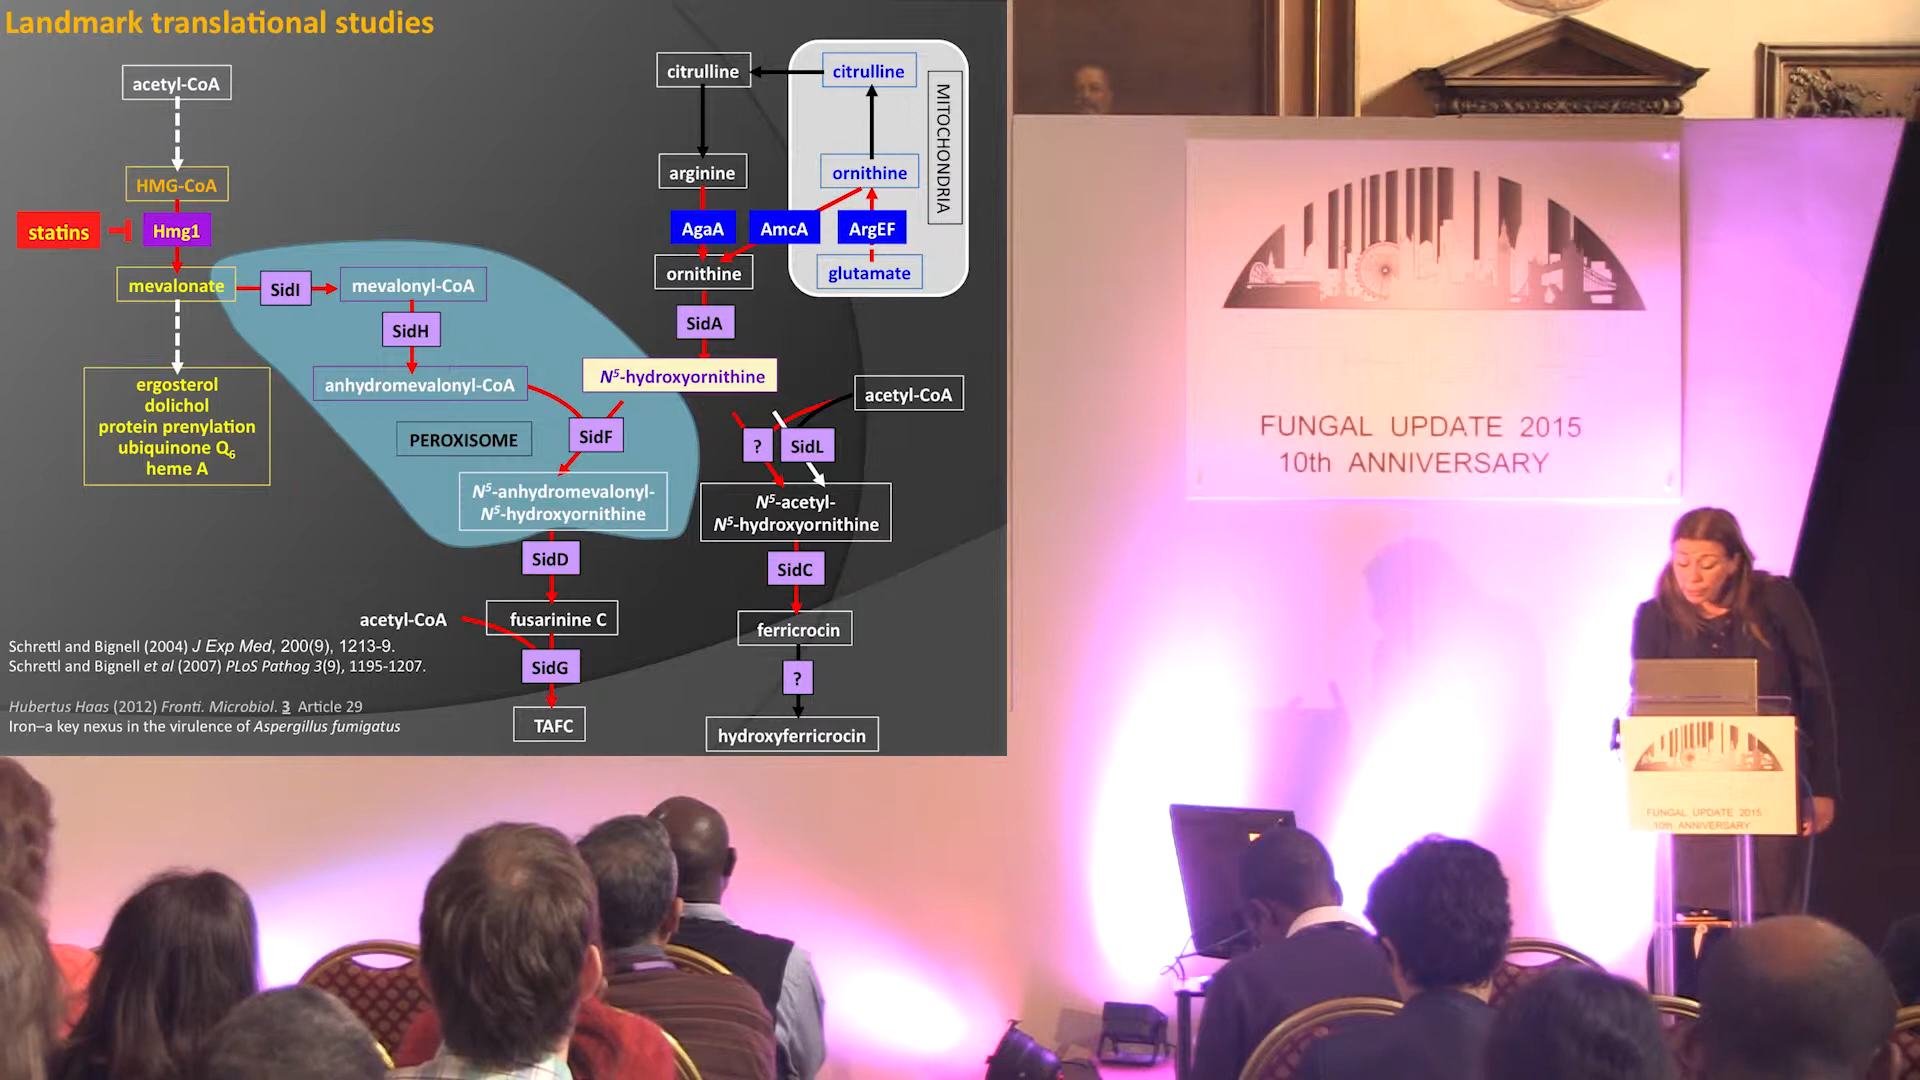 Landmark translational studies
acetyl-CoA
HMG-CoA
statins
Hmg1
mevalonate
SidI
mevalonyl-CoA
SidH
anhydromevalonyl-CoA
ergosterol
dolichol
protein prenylation
ubiquinone Q6
heme A
PEROXISOME
SidF
N5-anhydromevalonyl-
N5-hydroxyornithine
SidD
acetyl-CoA
fusarinine C
SidG
TAFC
citrulline
citrulline
MITOCHONDRIA
arginine
ornithine
AgaA
AmcA
ArgEF
ornithine
glutamate
SidA
N5-hydroxyornithine
acetyl-CoA
?
SidL
N5-acetyl-
N5-hydroxyornithine
SidC
ferricrocin
?
hydroxyferricrocin
Schrettl and Bignell (2004) J Exp Med, 200(9), 1213-9.
Schrettl and Bignell et al (2007) PLoS Pathog 3(9), 1195-1207.
Hubertus Haas (2012) Fronti. Microbiol. 3 Article 29
Iron–a key nexus in the virulence of Aspergillus fumigatus
FUNGAL UPDATE 2015
10th ANNIVERSARY
FUNGAL UPDATE 2015
10th ANNIVERSARY